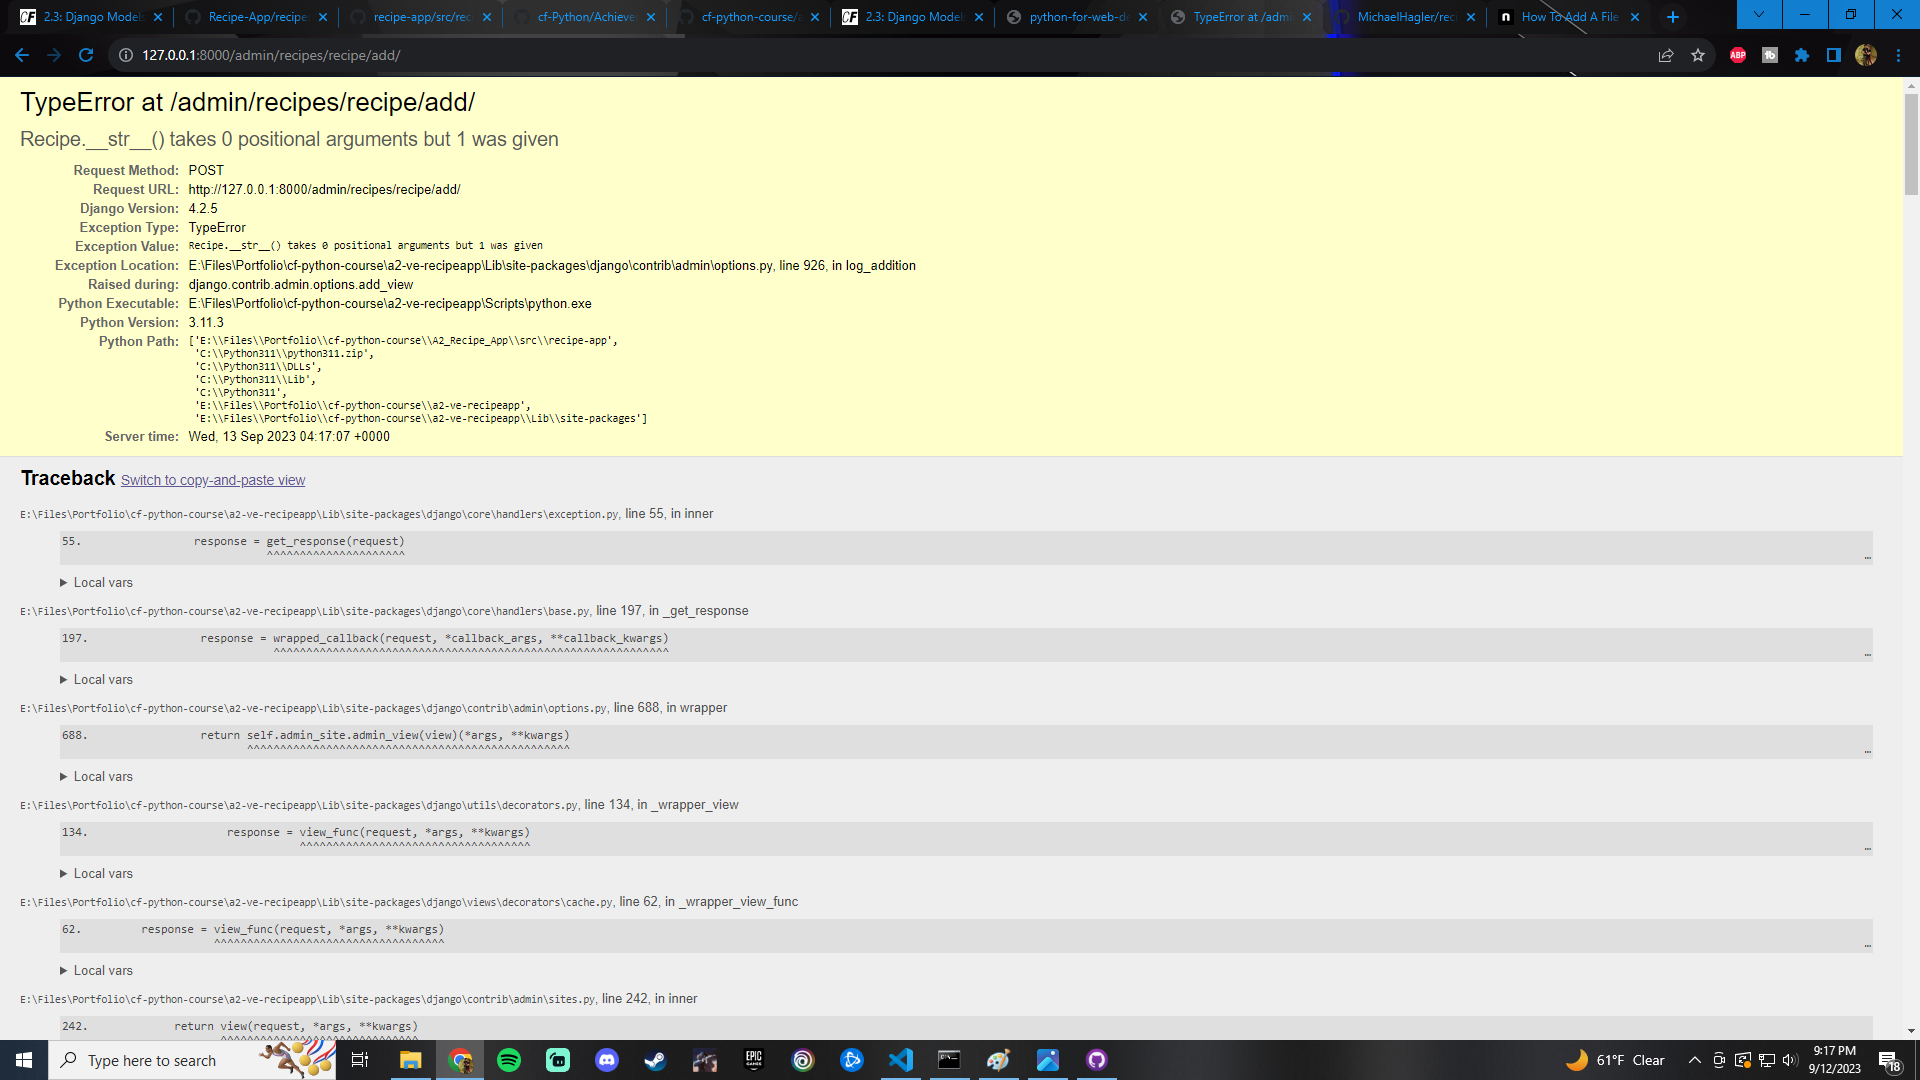 2.3: Django Models
Recipe-App/recipe
recipe-app/src/rec
cf-Python/Achieve
cf-python-course/a
2.3: Django Models
python-for-web-de
TypeError at /admi
MichaelHagler/reci
How To Add A File
127.0.0.1:8000/admin/recipes/recipe/add/
TypeError at /admin/recipes/recipe/add/
Recipe.__str__() takes 0 positional arguments but 1 was given
Request Method: POST
Request URL: http://127.0.0.1:8000/admin/recipes/recipe/add/
Django Version: 4.2.5
Exception Type: TypeError
Exception Value: Recipe.__str__() takes 0 positional arguments but 1 was given
Exception Location: E:\Files\Portfolio\cf-python-course\a2-ve-recipeapp\Lib\site-packages\django\contrib\admin\options.py, line 926, in log_addition
Raised during: django.contrib.admin.options.add_view
Python Executable: E:\Files\Portfolio\cf-python-course\a2-ve-recipeapp\Scripts\python.exe
Python Version: 3.11.3
Python Path: ['E:\\Files\\Portfolio\\cf-python-course\\A2_Recipe_App\\src\\recipe-app',
'C:\\Python311\\python311.zip',
'C:\\Python311\\DLLs',
'C:\\Python311\\Lib',
'C:\\Python311',
'E:\\Files\\Portfolio\\cf-python-course\\a2-ve-recipeapp',
'E:\\Files\\Portfolio\\cf-python-course\\a2-ve-recipeapp\\Lib\\site-packages']
Server time: Wed, 13 Sep 2023 04:17:07 +0000
Traceback Switch to copy-and-paste view
E:\Files\Portfolio\cf-python-course\a2-ve-recipeapp\Lib\site-packages\django\core\handlers\exception.py, line 55, in inner
55. response = get_response(request)
^^^^^^^^^^^^^^^^^^^^^
…
Local vars
E:\Files\Portfolio\cf-python-course\a2-ve-recipeapp\Lib\site-packages\django\core\handlers\base.py, line 197, in _get_response
197. response = wrapped_callback(request, *callback_args, **callback_kwargs)
^^^^^^^^^^^^^^^^^^^^^^^^^^^^^^^^^^^^^^^^^^^^^^^^^^^^^^^^^^^^
…
Local vars
E:\Files\Portfolio\cf-python-course\a2-ve-recipeapp\Lib\site-packages\django\contrib\admin\options.py, line 688, in wrapper
688. return self.admin_site.admin_view(view)(*args, **kwargs)
^^^^^^^^^^^^^^^^^^^^^^^^^^^^^^^^^^^^^^^^^^^^^^^^^
…
Local vars
E:\Files\Portfolio\cf-python-course\a2-ve-recipeapp\Lib\site-packages\django\utils\decorators.py, line 134, in _wrapper_view
134. response = view_func(request, *args, **kwargs)
^^^^^^^^^^^^^^^^^^^^^^^^^^^^^^^^^^^
…
Local vars
E:\Files\Portfolio\cf-python-course\a2-ve-recipeapp\Lib\site-packages\django\views\decorators\cache.py, line 62, in _wrapper_view_func
62. response = view_func(request, *args, **kwargs)
^^^^^^^^^^^^^^^^^^^^^^^^^^^^^^^^^^^
…
Local vars
E:\Files\Portfolio\cf-python-course\a2-ve-recipeapp\Lib\site-packages\django\contrib\admin\sites.py, line 242, in inner
242. return view(request, *args, **kwargs)
^^^^^^^^^^^^^^^^^^^^^^^^^^^^^^
Type here to search
EPIC GAMES
61°F Clear
9:17 PM
9/12/2023
18